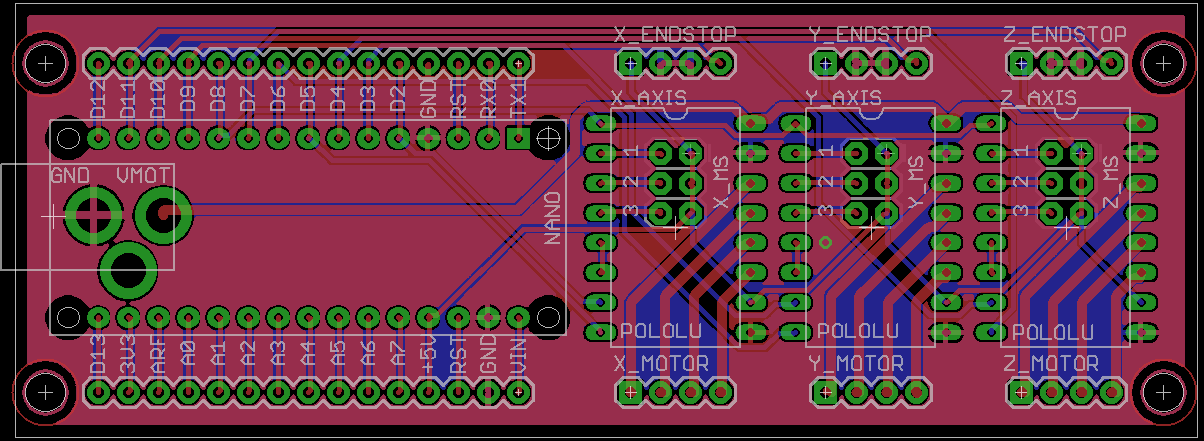 X_ENDSTOP Y_ENDSTOP Z_ENDSTOP
D12 D11 D10 D9 D8 D7 D6 D5 D4 D3 D2 GND RST RX0 TX1
X_AXIS Y_AXIS Z_AXIS
GND VMOT
NANO
1 2 3 X_MS
1 2 3 Y_MS
1 2 3 Z_MS
POLOLU POLOLU POLOLU
D13 3V3 ARF A0 A1 A2 A3 A4 A5 A6 A7 +5V RST GND VIN
X_MOTOR Y_MOTOR Z_MOTOR